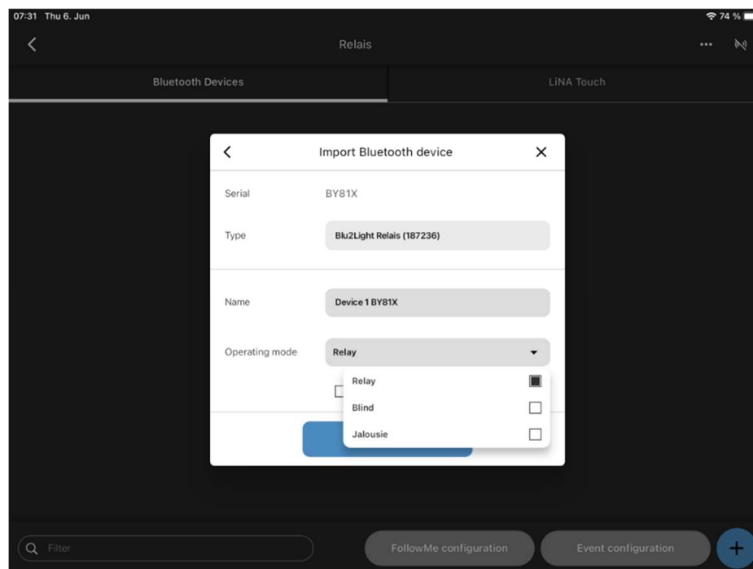 07:31 Thu 6. Jun
74 %
Relais
Bluetooth Devices
LiNA Touch
Import Bluetooth device
Serial
BY81X
Type
Blu2Light Relais (187236)
Name
Device 1 BY81X
Operating mode
Relay
Relay
Blind
Jalousie
Filter
FollowMe configuration
Event configuration